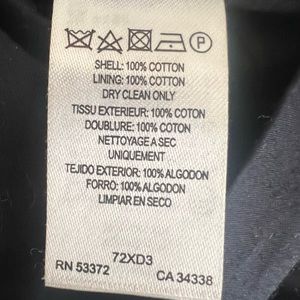 P
SHELL: 100% COTTON
LINING: 100% COTTON
DRY CLEAN ONLY
TISSU EXTERIEUR: 100% COTON
DOUBLURE: 100% COTON
NETTOYAGE A SEC
UNIQUEMENT
TEJIDO EXTERIOR: 100% ALGODON
FORRO: 100% ALGODON
LIMPIAR EN SECO
72XD3
RN 53372 CA 34338